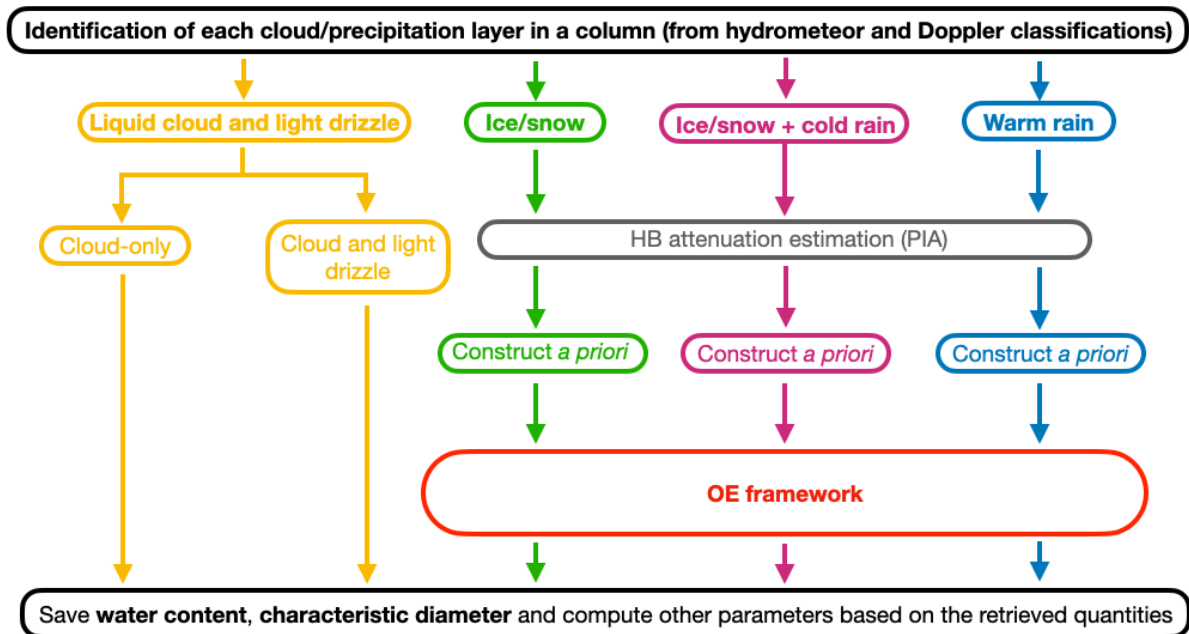 Identification of each cloud/precipitation layer in a column (from hydrometeor and Doppler classifications)
Liquid cloud and light drizzle
Ice/snow
Ice/snow + cold rain
Warm rain
Cloud-only
Cloud and light
drizzle
HB attenuation estimation (PIA)
Construct a priori
Construct a priori
Construct a priori
OE framework
Save water content, characteristic diameter and compute other parameters based on the retrieved quantities